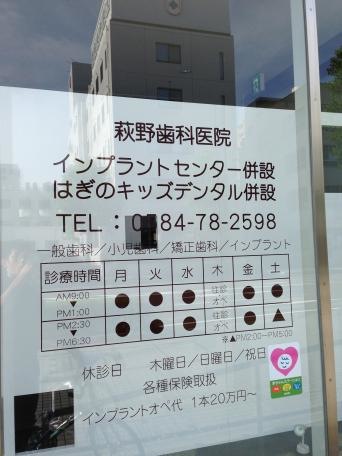 萩野歯科医院
インプラントセンター併設
はぎのキッズデンタル併設
TEL：0184-78-2598
一般歯科／小児歯科／矯正歯科／インプラント
診療時間 月 火 水 木 金 土
AM9:00▼PM1:00 ● ● ● 往診オペ ● ●
PM2:30▼PM6:30 ● ● ● 往診オペ ● ▲
※▲PM2:00〜PM5:00
休診日 木曜日／日曜日／祝日
各種保険取扱
インプラントオペ代 1本20万円〜